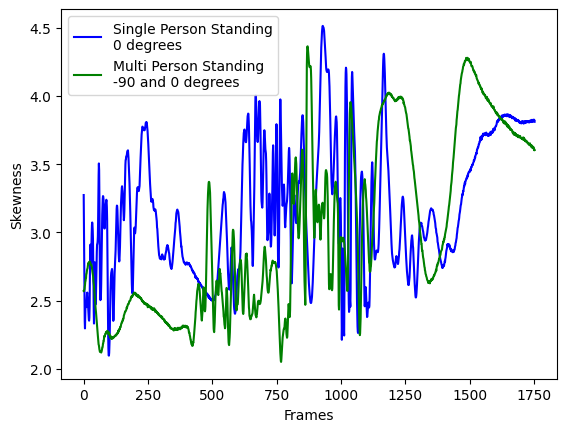 Single Person Standing
0 degrees
Multi Person Standing
-90 and 0 degrees
4.5
4.0
3.5
3.0
2.5
2.0
Skewness
0
250
500
750
1000
1250
1500
1750
Frames